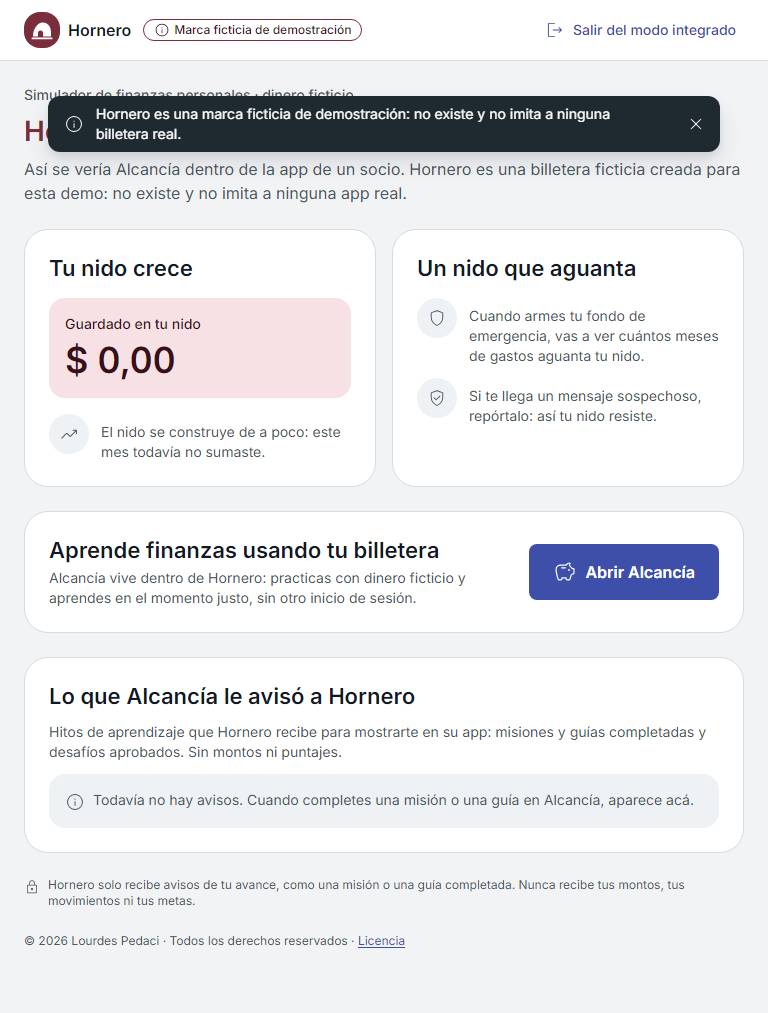 Hornero
Marca ficticia de demostración
Salir del modo integrado
Simulador de finanzas personales · dinero ficticio
Hornero es una marca ficticia de demostración: no existe y no imita a ninguna
billetera real.
Así se vería Alcancía dentro de la app de un socio. Hornero es una billetera ficticia creada para
esta demo: no existe y no imita a ninguna app real.
Tu nido crece
Guardado en tu nido
$ 0,00
El nido se construye de a poco: este
mes todavía no sumaste.
Un nido que aguanta
Cuando armes tu fondo de
emergencia, vas a ver cuántos meses
de gastos aguanta tu nido.
Si te llega un mensaje sospechoso,
repórtalo: así tu nido resiste.
Aprende finanzas usando tu billetera
Alcancía vive dentro de Hornero: practicas con dinero ficticio y
aprendes en el momento justo, sin otro inicio de sesión.
Abrir Alcancía
Lo que Alcancía le avisó a Hornero
Hitos de aprendizaje que Hornero recibe para mostrarte en su app: misiones y guías completadas y
desafíos aprobados. Sin montos ni puntajes.
Todavía no hay avisos. Cuando completes una misión o una guía en Alcancía, aparece acá.
Hornero solo recibe avisos de tu avance, como una misión o una guía completada. Nunca recibe tus montos, tus
movimientos ni tus metas.
© 2026 Lourdes Pedaci · Todos los derechos reservados · Licencia